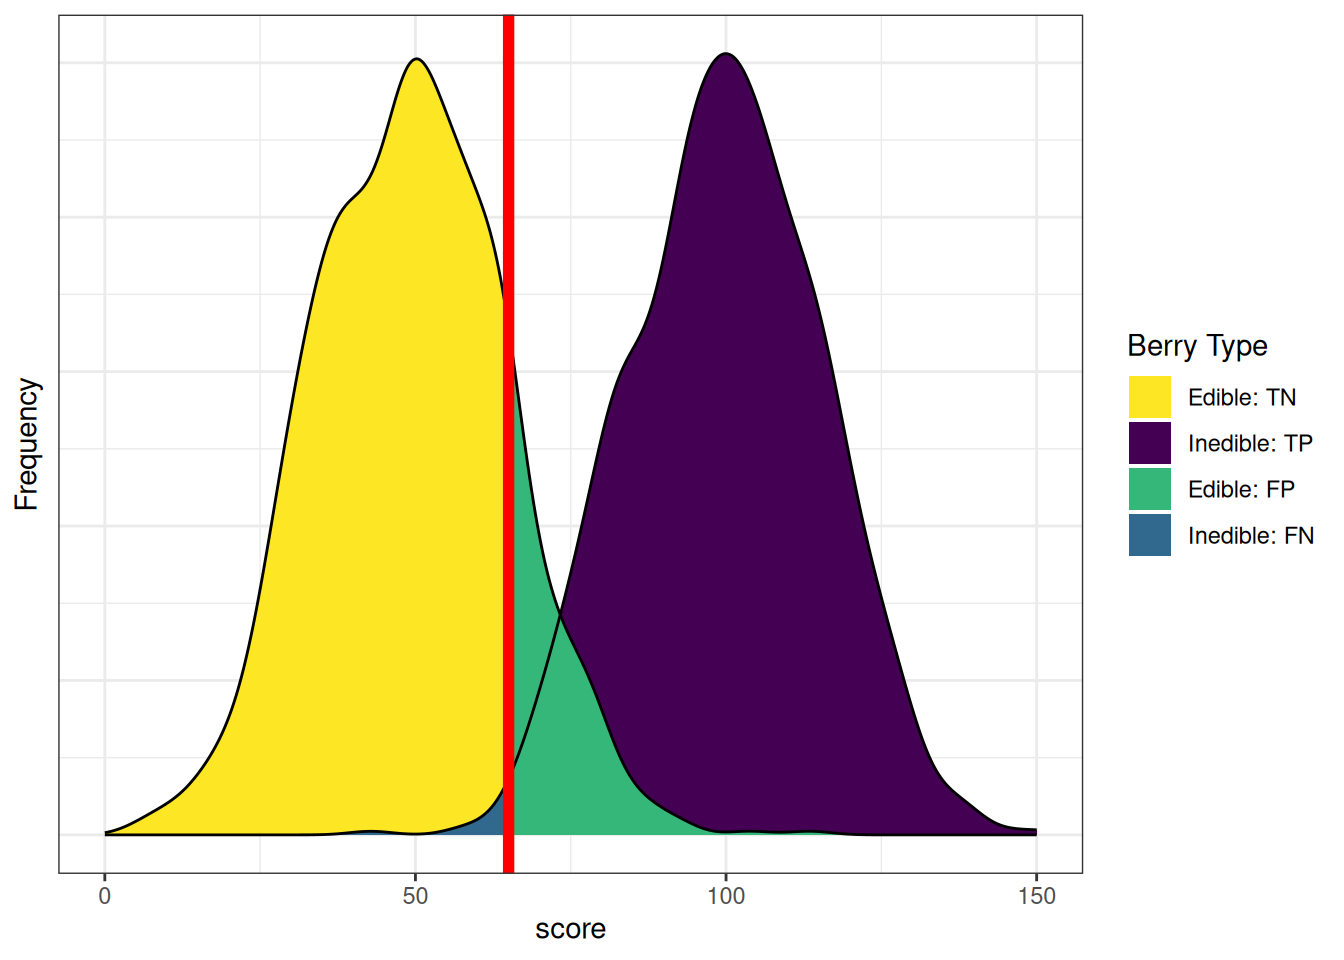 Frequency
0
50
100
150
score
Berry Type
Edible: TN
Inedible: TP
Edible: FP
Inedible: FN